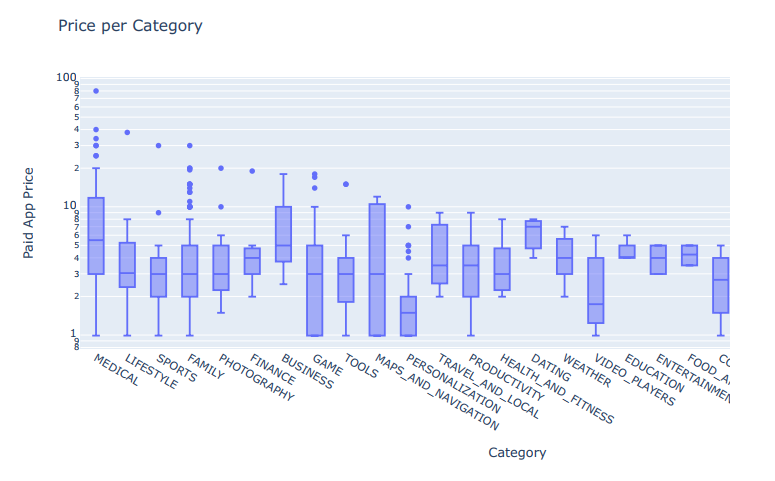 Price per Category
100
9
8
7
6
5
4
3
2
10
9
8
7
6
5
4
3
2
1
9
8
Paid App Price
MEDICAL
LIFESTYLE
SPORTS
FAMILY
PHOTOGRAPHY
FINANCE
BUSINESS
GAME
TOOLS
MAPS_AND_NAVIGATION
PERSONALIZATION
TRAVEL_AND_LOCAL
PRODUCTIVITY
HEALTH_AND_FITNESS
DATING
WEATHER
VIDEO_PLAYERS
EDUCATION
Category